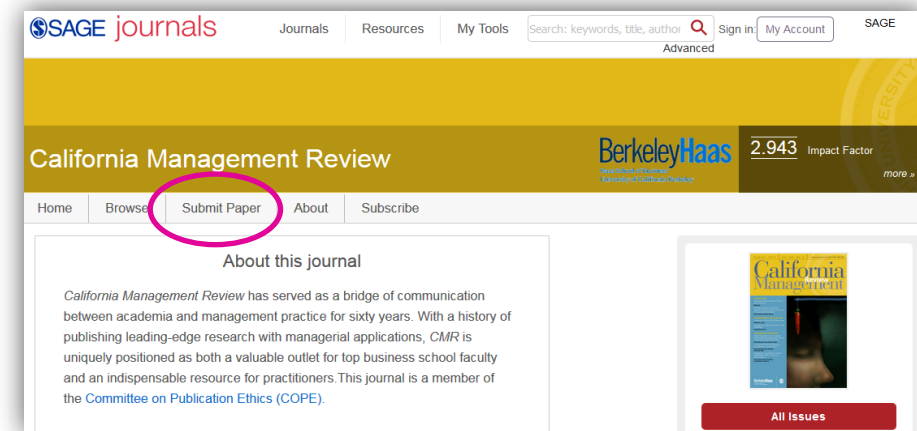 SAGE journals
Journals
Resources
My Tools
Search: keywords, title, author
Sign in:
My Account
SAGE
Advanced
California Management Review
BerkeleyHaas
2.943 Impact Factor
more »
Home
Browse
Submit Paper
About
Subscribe
About this journal
California Management Review has served as a bridge of communication
between academia and management practice for sixty years. With a history of
publishing leading-edge research with managerial applications, CMR is
uniquely positioned as both a valuable outlet for top business school faculty
and an indispensable resource for practitioners.This journal is a member of
the Committee on Publication Ethics (COPE).
California
Management
All Issues